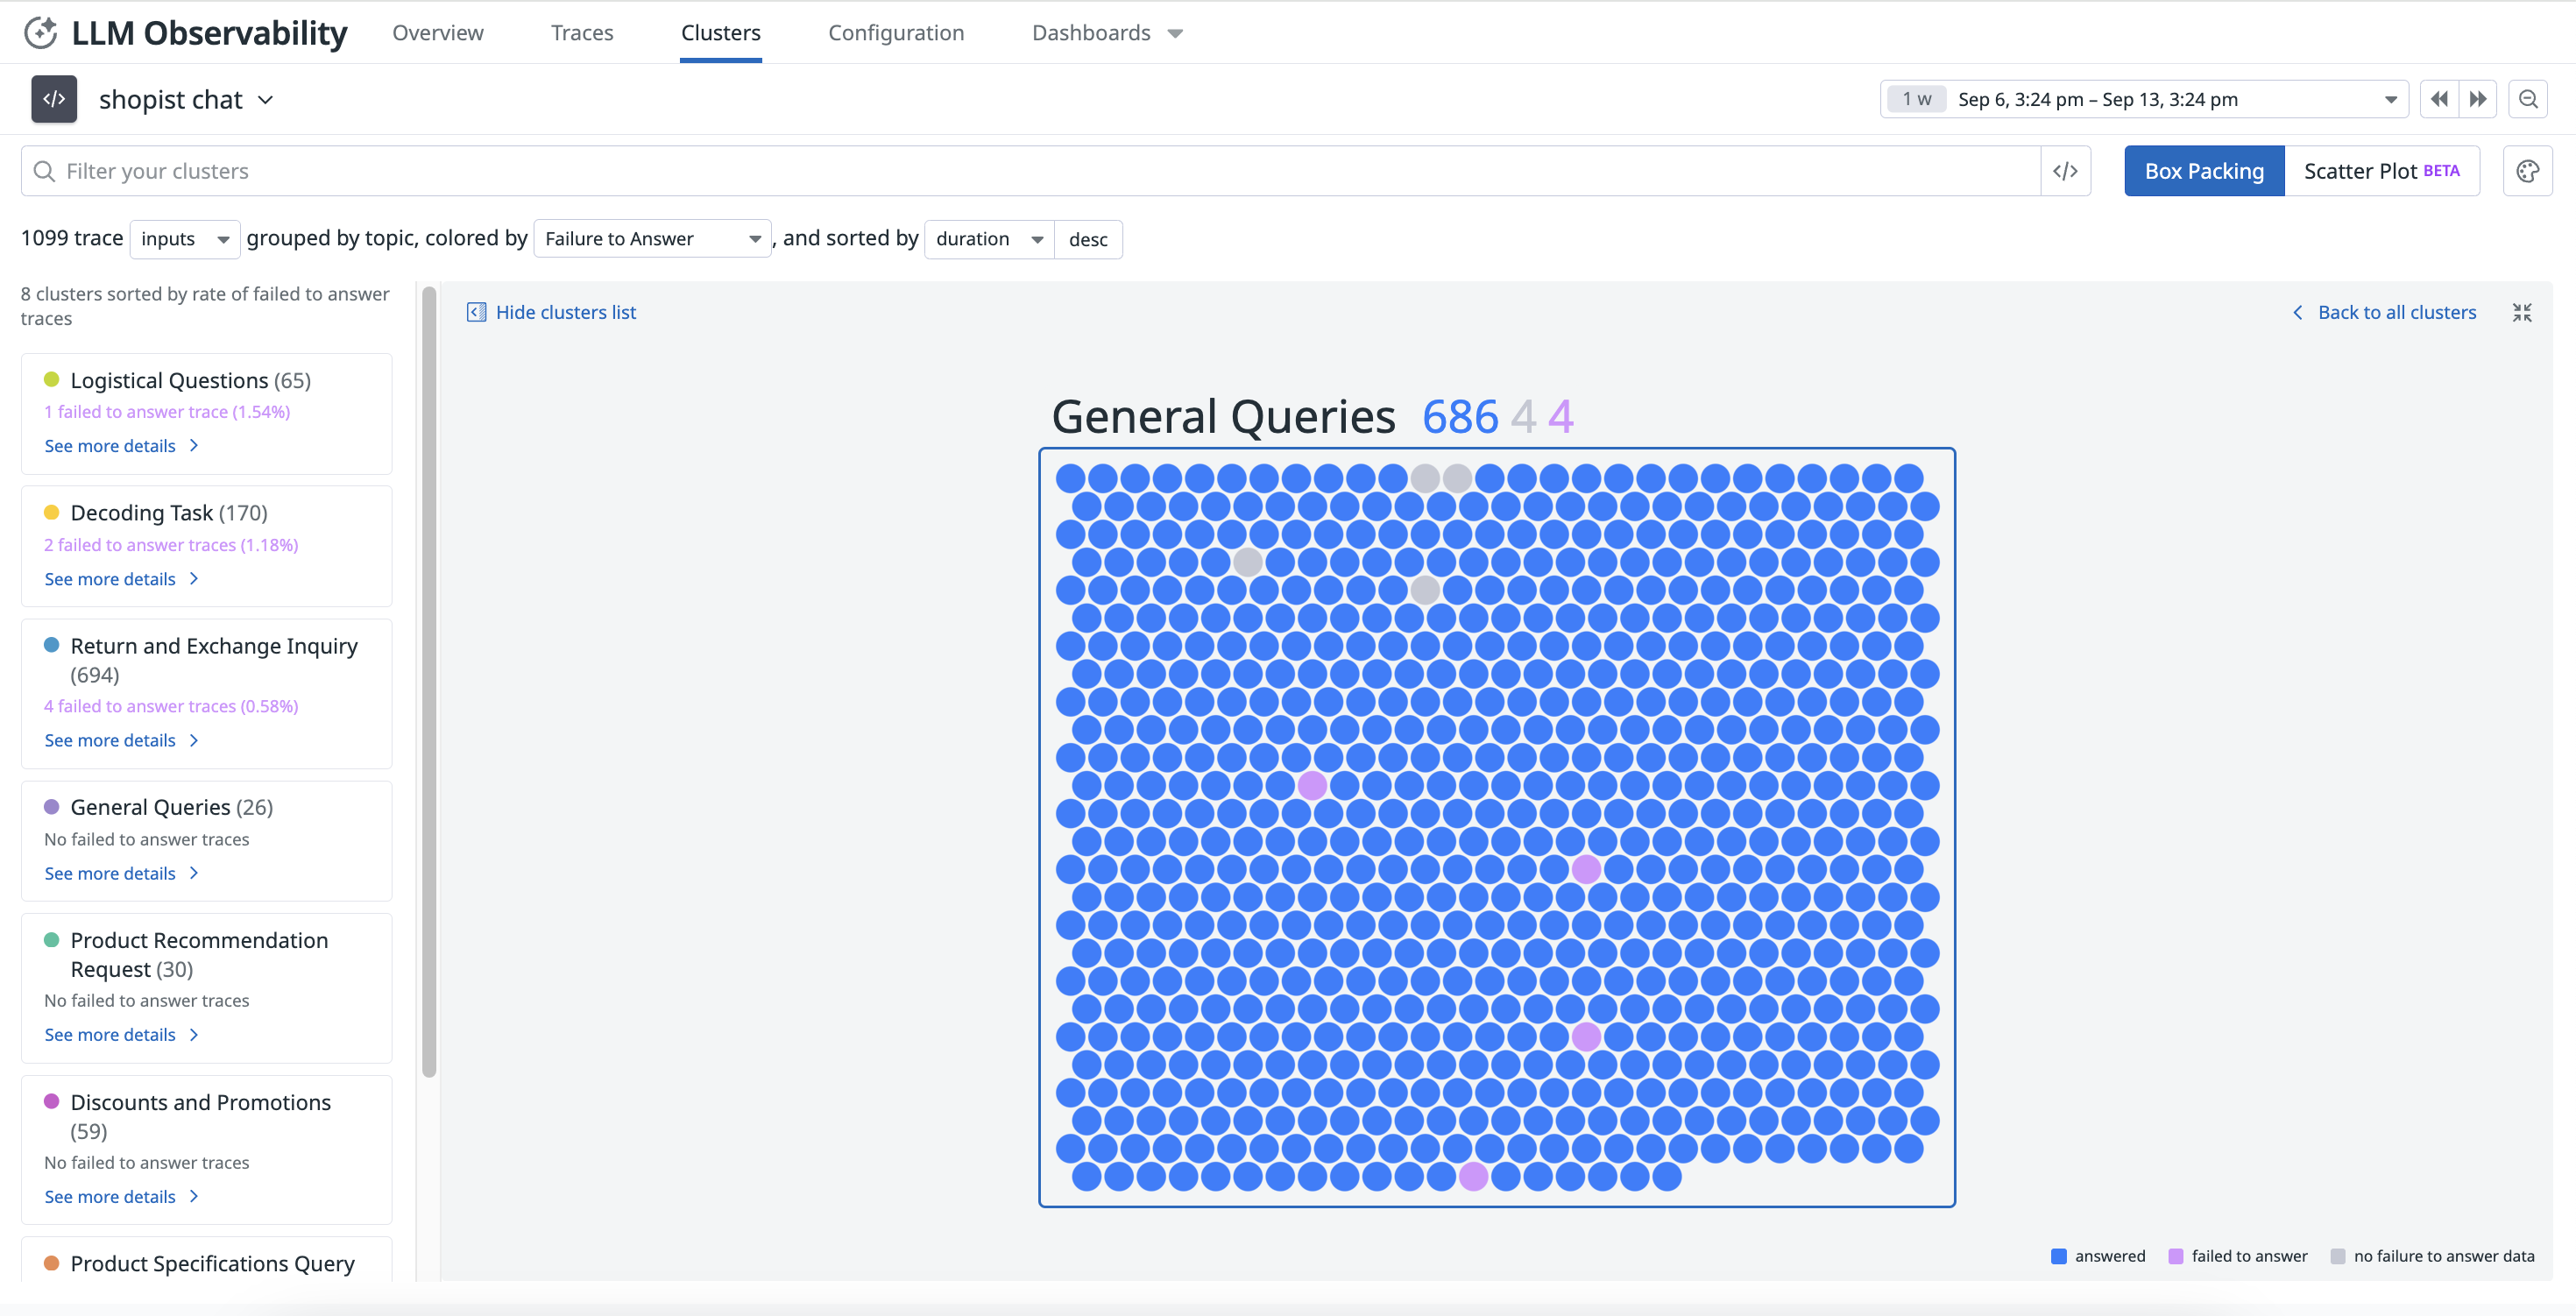 LLM Observability Overview Traces Clusters Configuration Dashboards
</> shopist chat 1 w Sep 6, 3:24 pm – Sep 13, 3:24 pm
Filter your clusters </> Box Packing Scatter Plot BETA
1099 trace inputs grouped by topic, colored by Failure to Answer , and sorted by duration desc
8 clusters sorted by rate of failed to answer
traces
Logistical Questions (65)
1 failed to answer trace (1.54%)
See more details
Decoding Task (170)
2 failed to answer traces (1.18%)
See more details
Return and Exchange Inquiry
(694)
4 failed to answer traces (0.58%)
See more details
General Queries (26)
No failed to answer traces
See more details
Product Recommendation
Request (30)
No failed to answer traces
See more details
Discounts and Promotions
(59)
No failed to answer traces
See more details
Product Specifications Query
Hide clusters list Back to all clusters
General Queries 686 4 4
answered failed to answer no failure to answer data